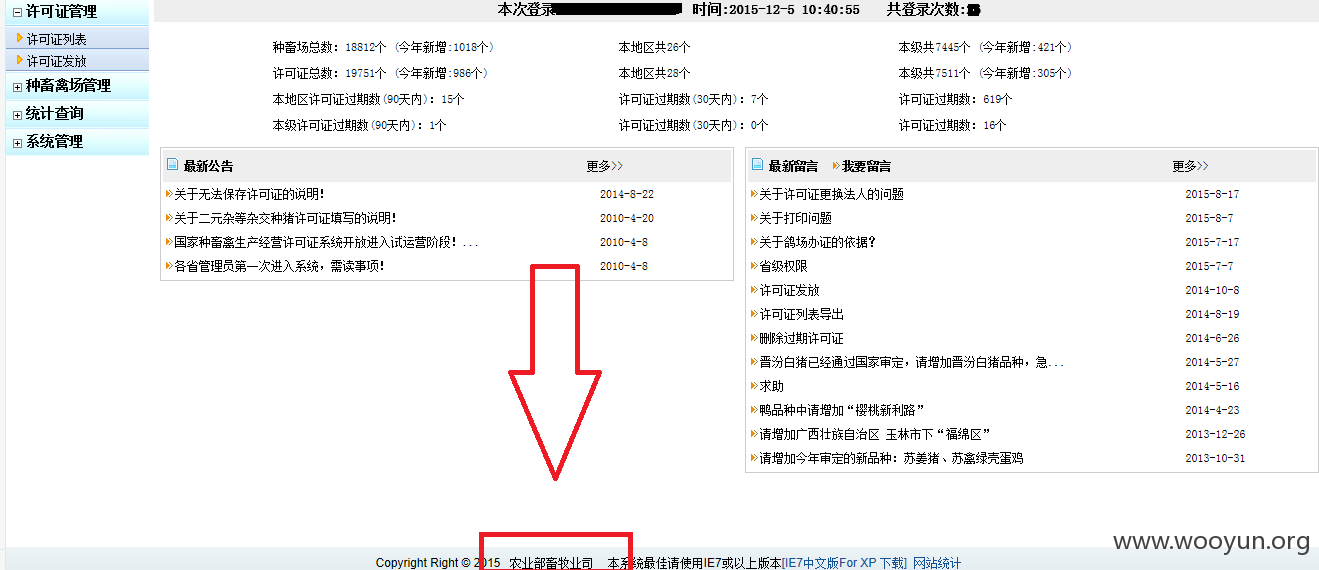 许可证管理
许可证列表
许可证发放
种畜禽场管理
统计查询
系统管理
本次登录 时间:2015-12-5 10:40:55 共登录次数:
种畜场总数: 18812个 (今年新增:1018个) 本地区共26个 本级共7445个 (今年新增:421个)
许可证总数: 19751个 (今年新增:986个) 本地区共28个 本级共7511个 (今年新增:305个)
本地区许可证过期数(90天内): 15个 许可证过期数(30天内): 7个 许可证过期数: 619个
本级许可证过期数(90天内): 1个 许可证过期数(30天内): 0个 许可证过期数: 16个
最新公告 更多>>
关于无法保存许可证的说明! 2014-8-22
关于二元杂等杂交种猪许可证填写的说明! 2010-4-20
国家种畜禽生产经营许可证系统开放进入试运营阶段! ... 2010-4-8
各省管理员第一次进入系统，需读事项! 2010-4-8
最新留言 我要留言 更多>>
关于许可证更换法人的问题 2015-8-17
关于打印问题 2015-8-7
关于鸽场办证的依据? 2015-7-17
省级权限 2015-7-7
许可证发放 2014-10-8
许可证列表导出 2014-8-19
删除过期许可证 2014-6-26
晋汾白猪已经通过国家审定，请增加晋汾白猪品种，急... 2014-5-27
求助 2014-5-16
鸭品种中请增加“樱桃新利路” 2014-4-23
请增加广西壮族自治区 玉林市下“福绵区” 2013-12-26
请增加今年审定的新品种: 苏姜猪、苏禽绿壳蛋鸡 2013-10-31
www.wooyun.org
Copyright Right © 2015 农业部畜牧业司 本系统最佳请使用IE7或以上版本[IE7中文版For XP 下载] 网站统计